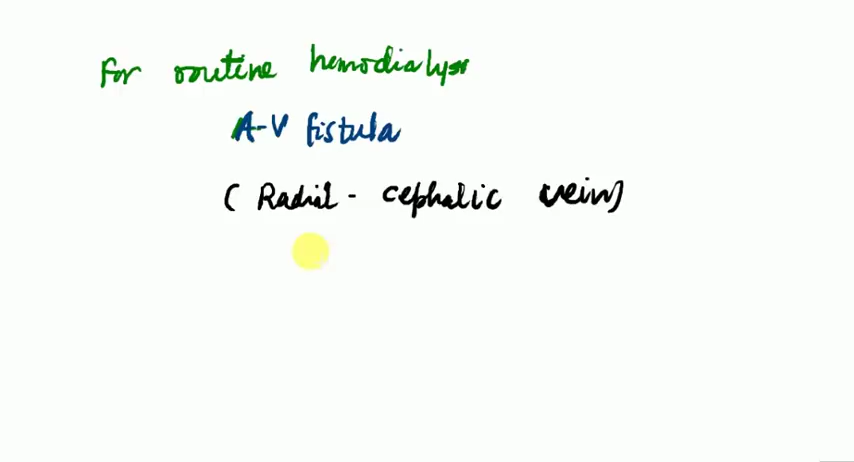 For routine hemodialysis
A-V fistula
( Radial - cephalic vein)